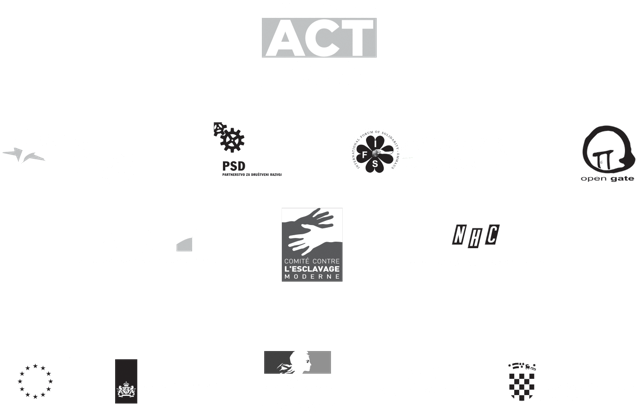 ACT
PSD
PARTNERSTVO ZA DRUŠTVENI RAZVOJ
I
F
S
open gate
COMITÉ CONTRE
L'ESCLAVAGE
MODERNE
NHC